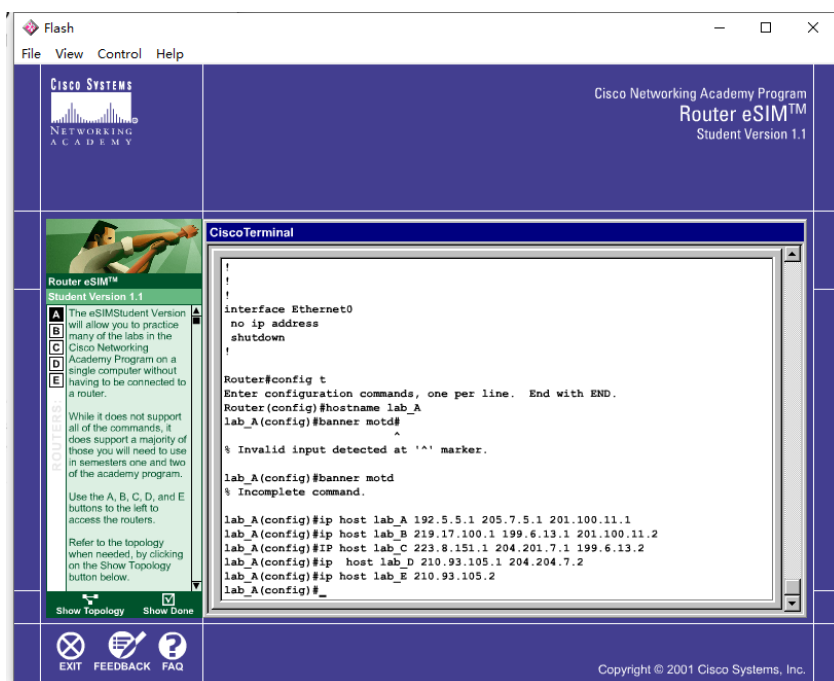 Flash
File View Control Help
CISCO SYSTEMS
NETWORKING
ACADEMY
Cisco Networking Academy Program
Router eSIM™
Student Version 1.1
Router eSIM™
Student Version 1.1
A
B
C
D
E
ROUTERS:
The eSIMStudent Version
will allow you to practice
many of the labs in the
Cisco Networking
Academy Program on a
single computer without
having to be connected to
a router.
While it does not support
all of the commands, it
does support a majority of
those you will need to use
in semesters one and two
of the academy program.
Use the A, B, C, D, and E
buttons to the left to
access the routers.
Refer to the topology
when needed, by clicking
on the Show Topology
button below.
Show Topology Show Done
CiscoTerminal
!
!
!
interface Ethernet0
no ip address
shutdown
!
Router#config t
Enter configuration commands, one per line. End with END.
Router(config)#hostname lab_A
lab_A(config)#banner motd#
^
% Invalid input detected at '^' marker.
lab_A(config)#banner motd
% Incomplete command.
lab_A(config)#ip host lab_A 192.5.5.1 205.7.5.1 201.100.11.1
lab_A(config)#ip host lab_B 219.17.100.1 199.6.13.1 201.100.11.2
lab_A(config)#IP host lab_C 223.8.151.1 204.201.7.1 199.6.13.2
lab_A(config)#ip  host lab_D 210.93.105.1 204.204.7.2
lab_A(config)#ip host lab_E 210.93.105.2
lab_A(config)#_
EXIT FEEDBACK FAQ
Copyright © 2001 Cisco Systems, Inc.